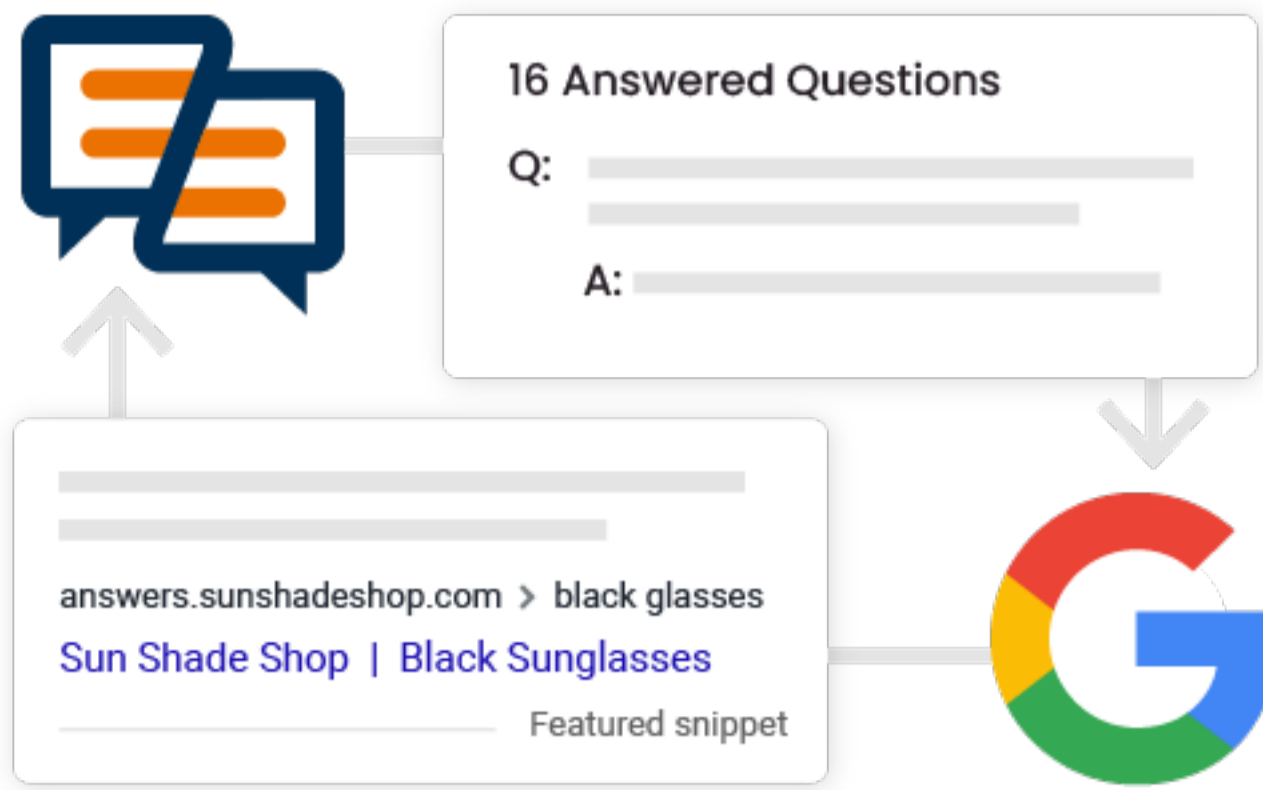 16 Answered Questions
Q:
A:
answers.sunshadeshop.com > black glasses
Sun Shade Shop | Black Sunglasses
Featured snippet